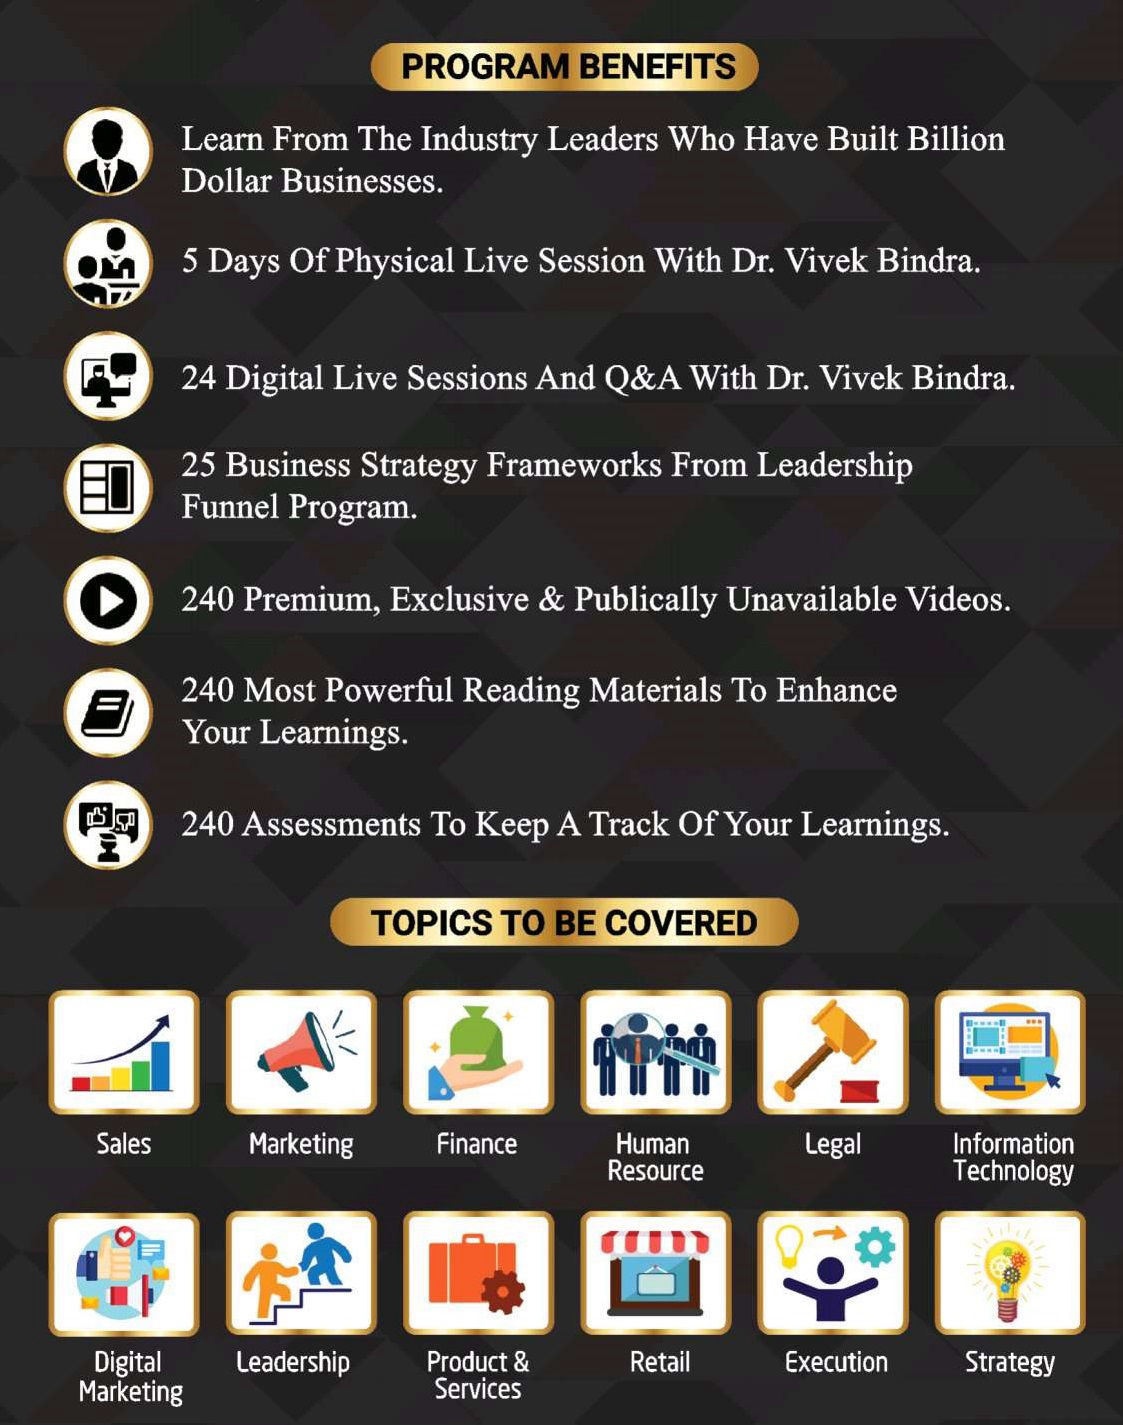 PROGRAM BENEFITS
Learn From The Industry Leaders Who Have Built Billion
Dollar Businesses.
5 Days Of Physical Live Session With Dr. Vivek Bindra.
24 Digital Live Sessions And Q&A With Dr. Vivek Bindra.
25 Business Strategy Frameworks From Leadership
Funnel Program.
240 Premium, Exclusive & Publically Unavailable Videos.
240 Most Powerful Reading Materials To Enhance
Your Learnings.
240 Assessments To Keep A Track Of Your Learnings.
TOPICS TO BE COVERED
Sales
Marketing
Finance
Human
Resource
Legal
Information
Technology
Digital
Marketing
Leadership
Product &
Services
Retail
Execution
Strategy